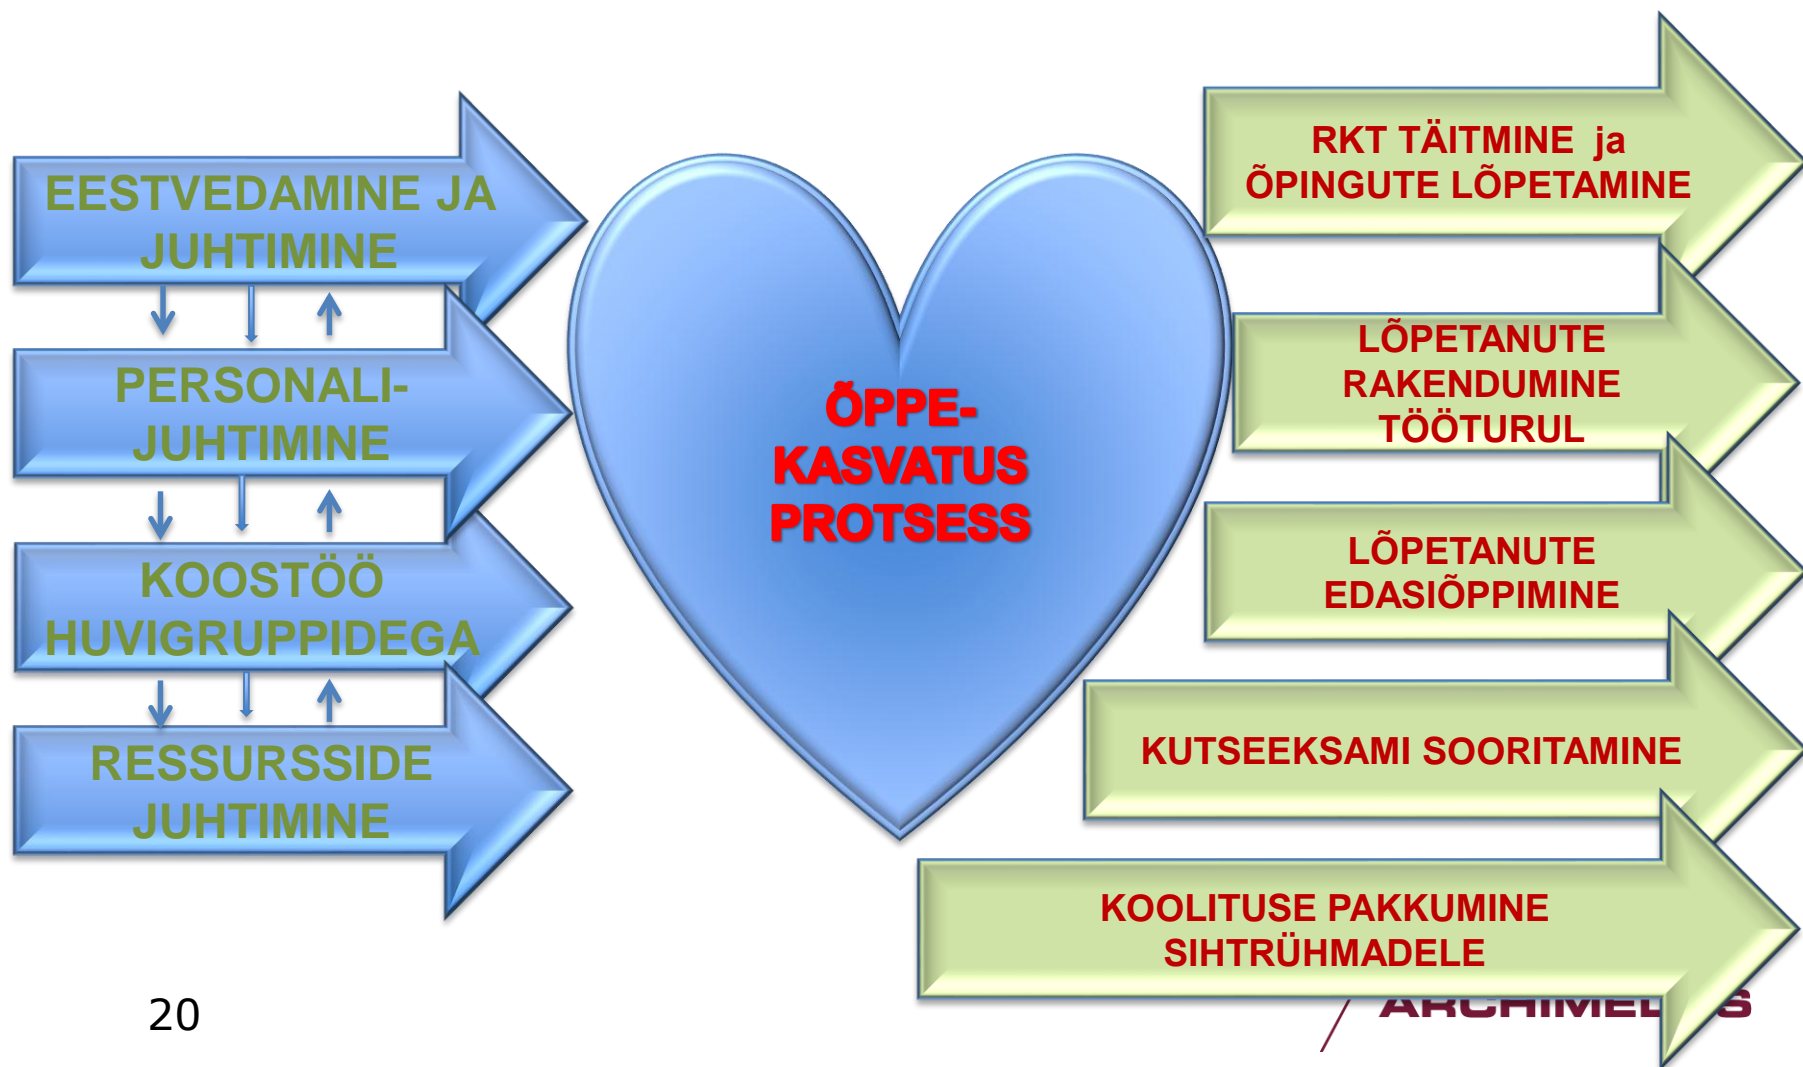 EESTVEDAMINE JA
JUHTIMINE
PERSONALI-
JUHTIMINE
KOOSTÖÖ
HUVIGRUPPIDEGA
RESSURSSIDE
JUHTIMINE
ÕPPE-
KASVATUS
PROTSESS
RKT TÄITMINE ja
ÕPINGUTE LÕPETAMINE
LÕPETANUTE
RAKENDUMINE
TÖÖTURUL
LÕPETANUTE
EDASIÕPPIMINE
KUTSEEKSAMI SOORITAMINE
KOOLITUSE PAKKUMINE
SIHTRÜHMADELE
20